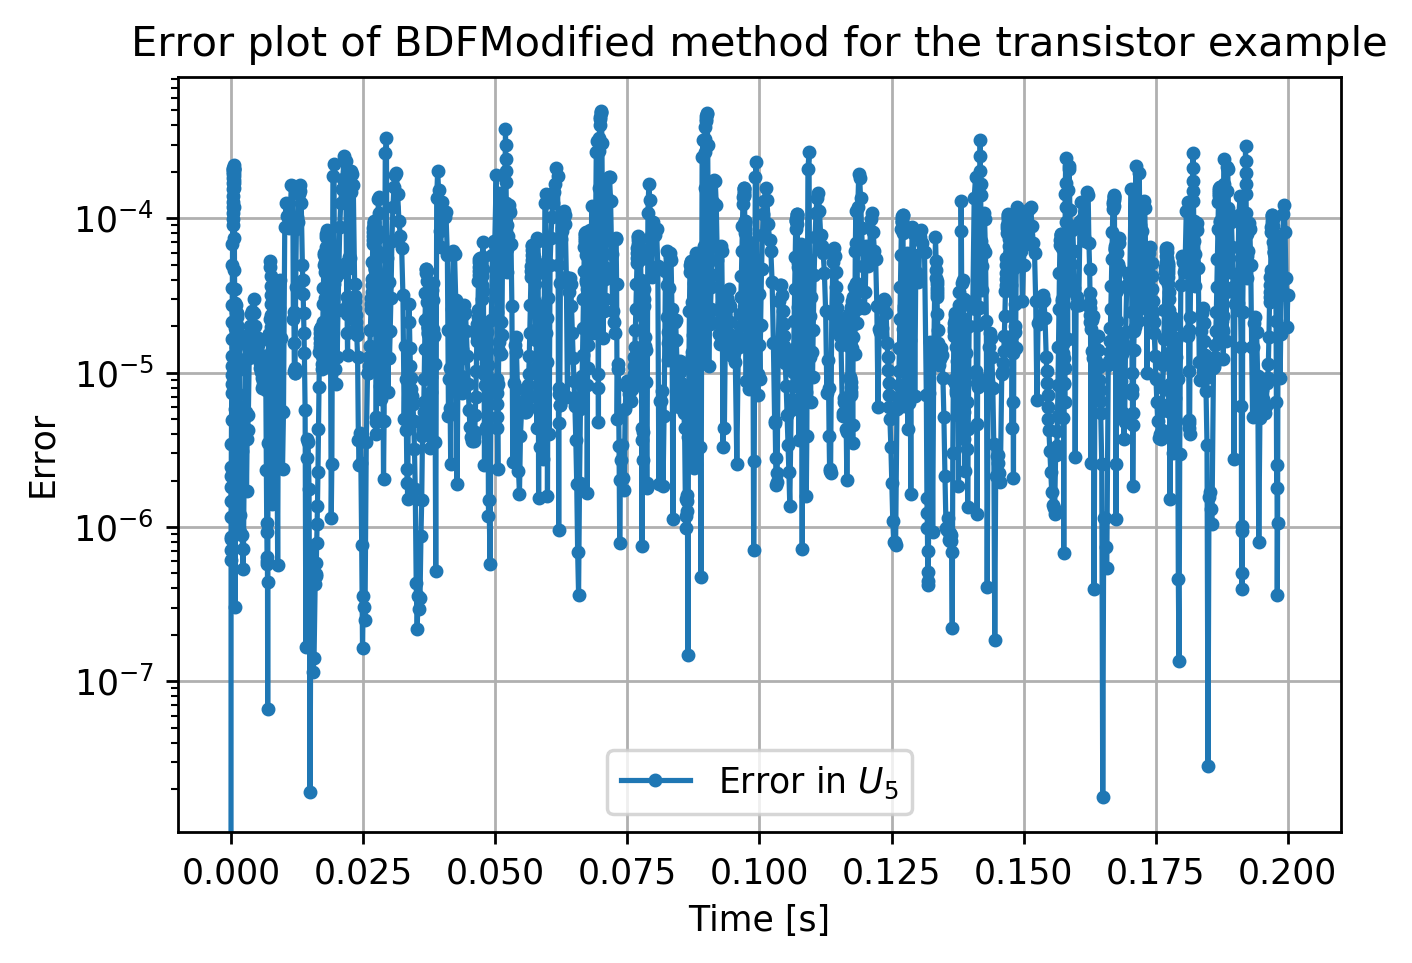 Error plot of BDFModified method for the transistor example
Error
10⁻⁴
10⁻⁵
10⁻⁶
10⁻⁷
Error in U₅
0.000 0.025 0.050 0.075 0.100 0.125 0.150 0.175 0.200
Time [s]